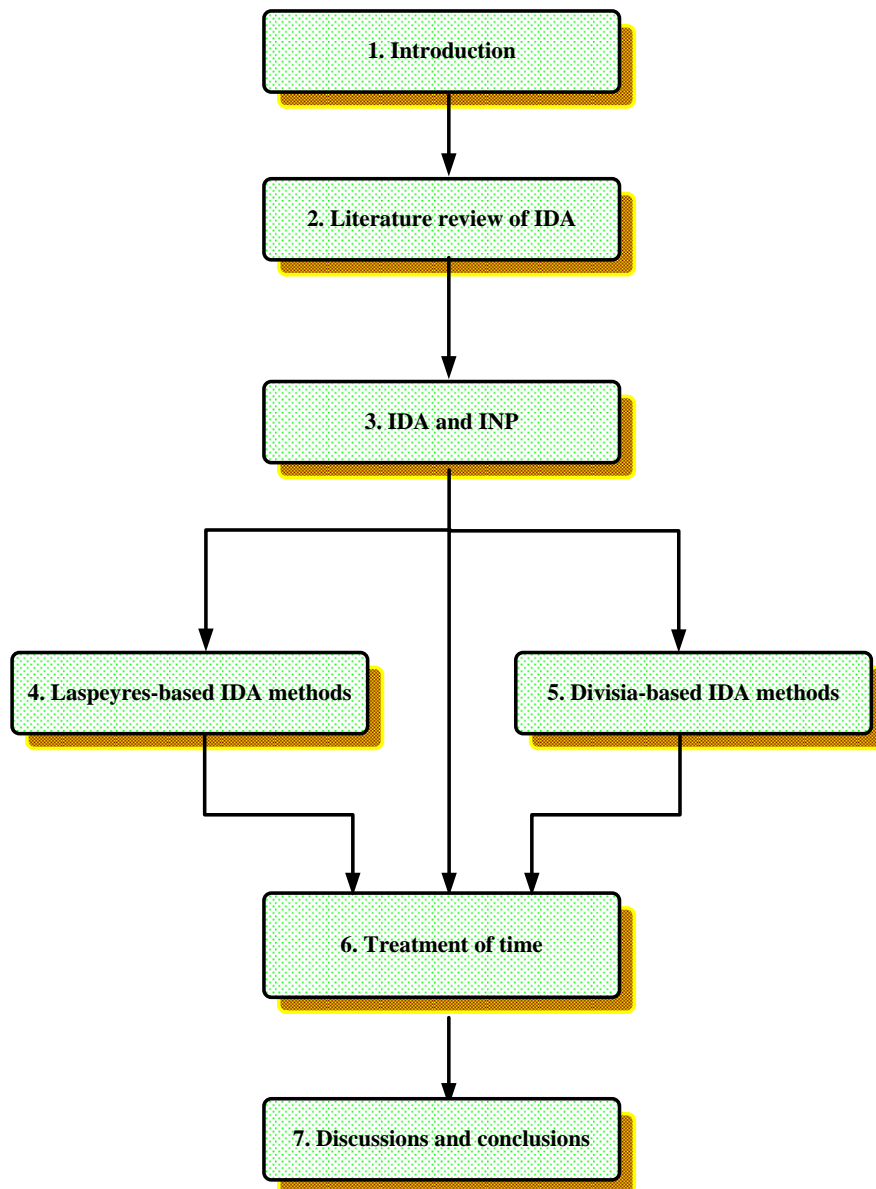 1. Introduction
2. Literature review of IDA
3. IDA and INP
4. Laspeyres-based IDA methods
5. Divisia-based IDA methods
6. Treatment of time
7. Discussions and conclusions